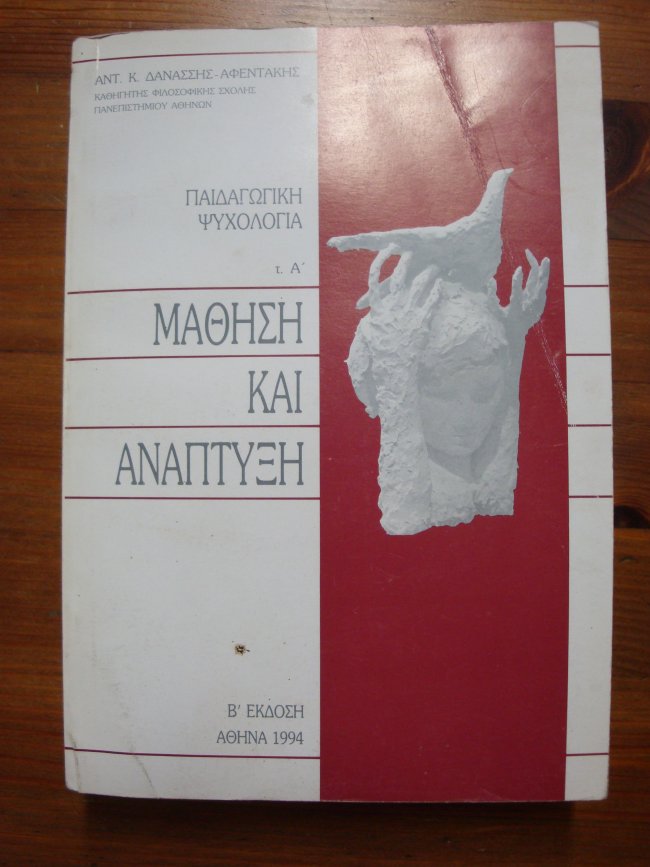 ΑΝΤ. Κ. ΔΑΝΑΣΣΗΣ-ΑΦΕΝΤΑΚΗΣ
ΚΑΘΗΓΗΤΗΣ ΦΙΛΟΣΟΦΙΚΗΣ ΣΧΟΛΗΣ
ΠΑΝΕΠΙΣΤΗΜΙΟΥ ΑΘΗΝΩΝ
ΠΑΙΔΑΓΩΓΙΚΗ
ΨΥΧΟΛΟΓΙΑ
τ. Α´
ΜΑΘΗΣΗ
ΚΑΙ
ΑΝΑΠΤΥΞΗ
Β' ΕΚΔΟΣΗ
ΑΘΗΝΑ 1994